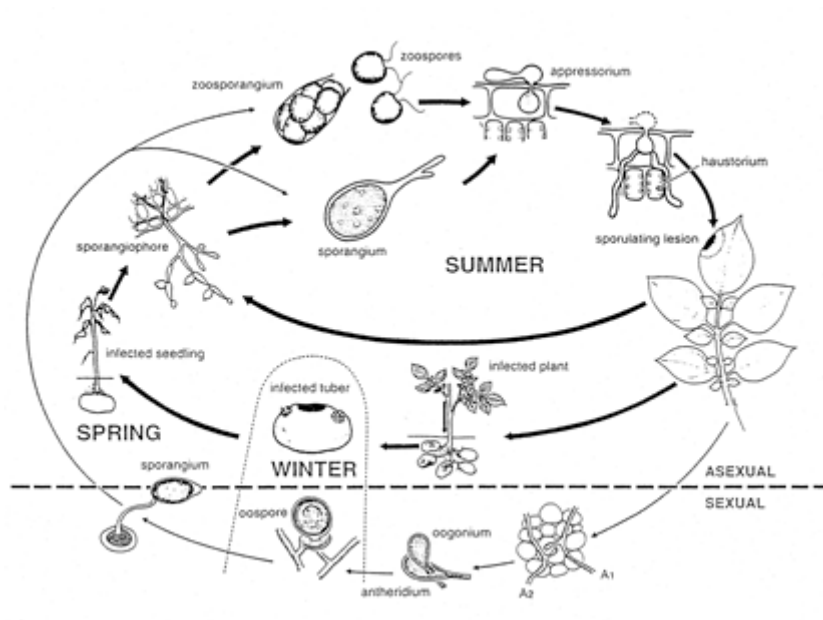 zoospores
zoosporangium
appressorium
haustorium
sporangiophore
sporangium
sporulating lesion
SUMMER
infected seedling
infected plant
infected tuber
SPRING
WINTER
sporangium
ASEXUAL
SEXUAL
oospore
oogonium
A1
antheridium
A2